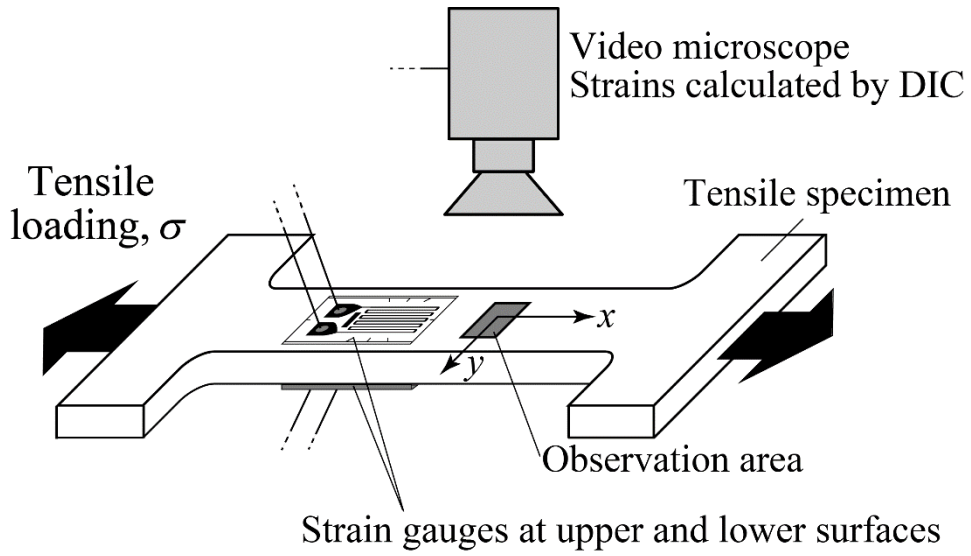 Video microscope
Strains calculated by DIC
Tensile
loading, σ
Tensile specimen
x
y
Observation area
Strain gauges at upper and lower surfaces